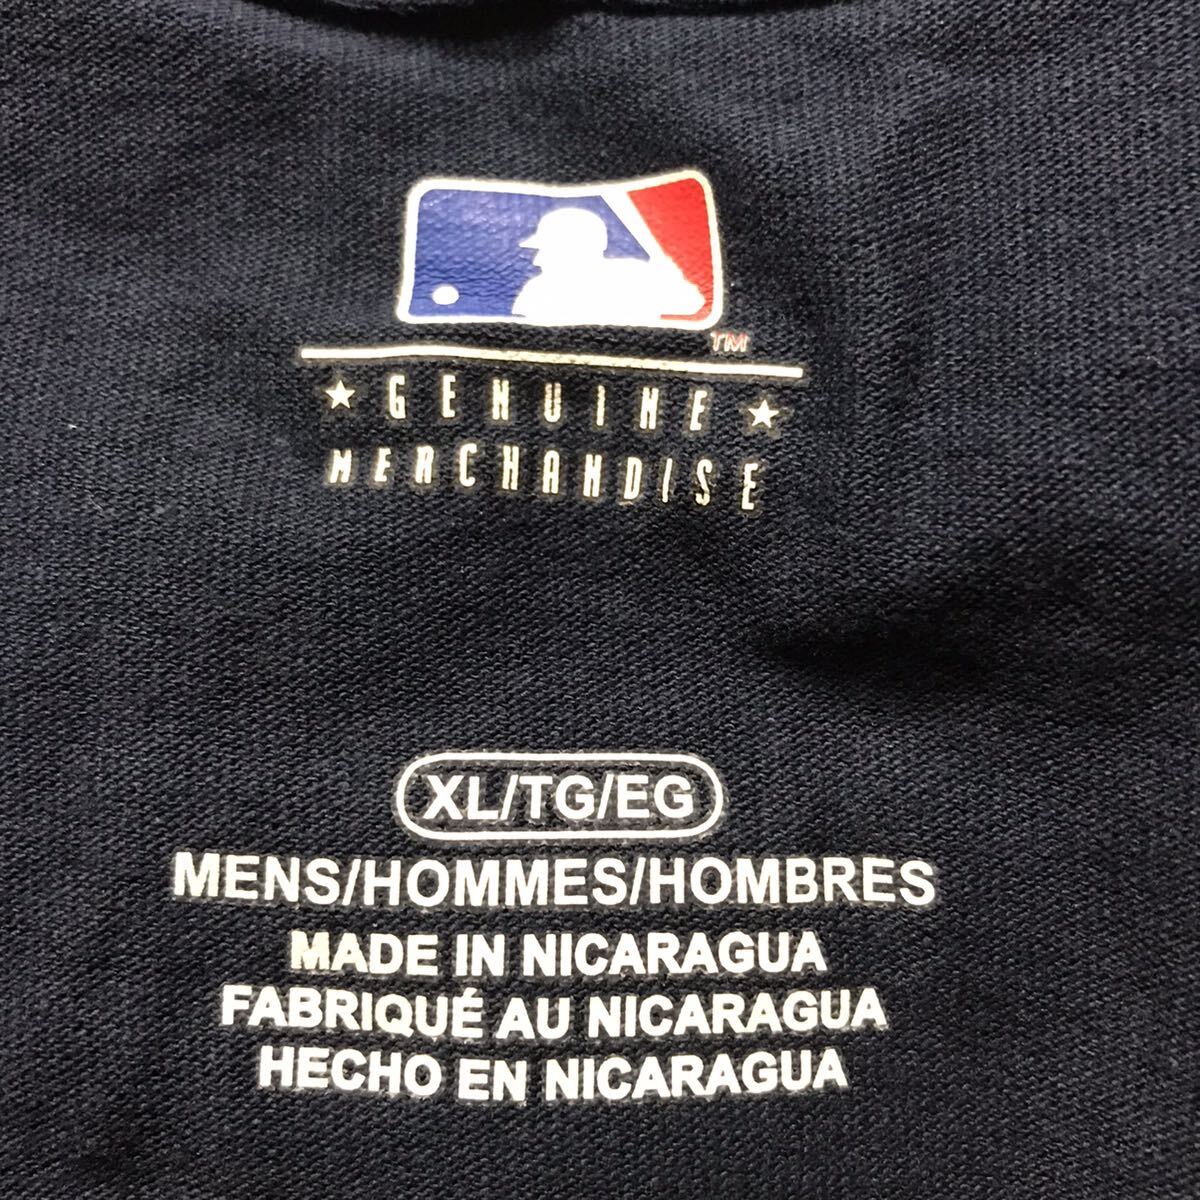 TM
★ GENUINE ★
MERCHANDISE
XL/TG/EG
MENS/HOMMES/HOMBRES
MADE IN NICARAGUA
FABRIQUÉ AU NICARAGUA
HECHO EN NICARAGUA